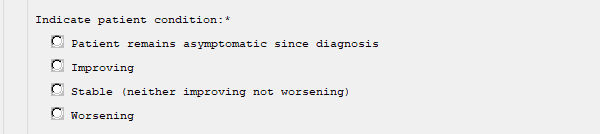 Indicate patient condition:*
Patient remains asymptomatic since diagnosis
Improving
Stable (neither improving not worsening)
Worsening